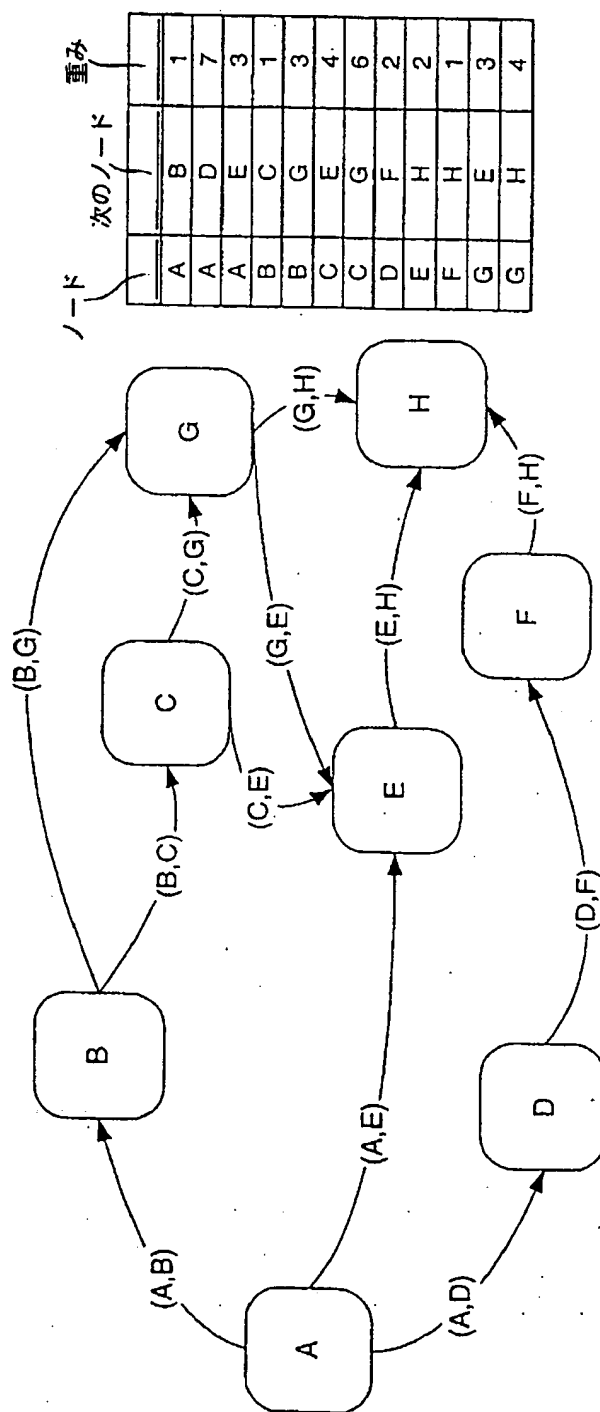 ノード 次のノード 重み
A B 1
A D 7
A E 3
B C 1
B G 3
C E 4
C G 6
D F 2
E H 2
F H 1
G E 3
G H 4
(B,G)
B
(B,C)
C
(C,G)
G
(A,B)
(C,E)
(G,E)
(G,H)
A
(A,E)
E
(E,H)
H
(A,D)
D
(D,F)
F
(F,H)